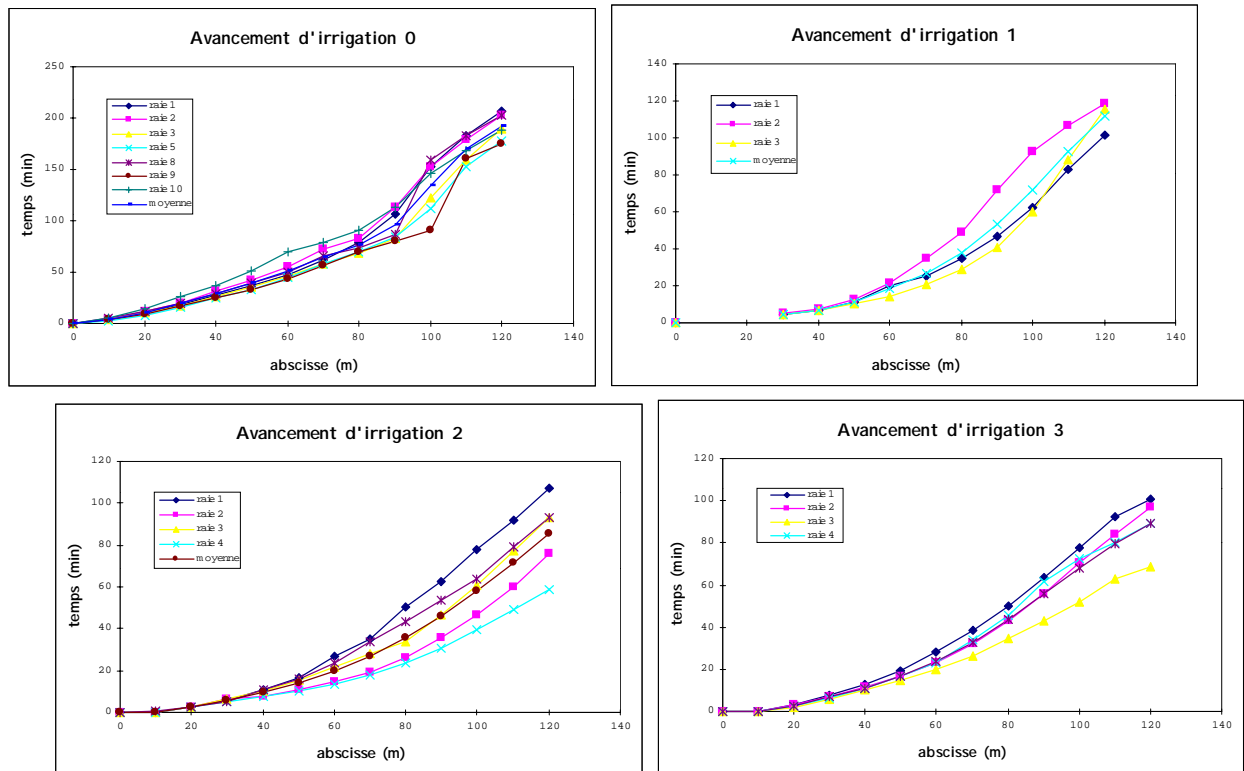 Avancement d'irrigation 0
250
200
150
100
50
0
raie 1
raie 2
raie 3
raie 5
raie 8
raie 9
raie 10
moyenne
0 20 40 60 80 100 120 140
temps (min)
abscisse (m)
Avancement d'irrigation 1
140
120
100
80
60
40
20
0
raie 1
raie 2
raie 3
moyenne
0 20 40 60 80 100 120 140
temps (min)
abscisse (m)
Avancement d'irrigation 2
120
100
80
60
40
20
0
raie 1
raie 2
raie 3
raie 4
moyenne
0 20 40 60 80 100 120 140
temps (min)
abscisse (m)
Avancement d'irrigation 3
120
100
80
60
40
20
0
raie 1
raie 2
raie 3
raie 4
0 20 40 60 80 100 120 140
temps (min)
abscisse (m)